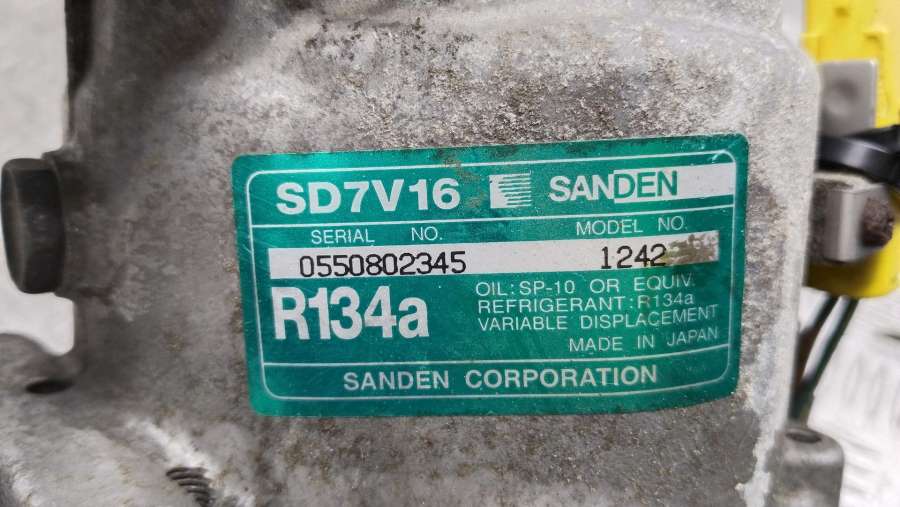 SD7V16 SANDEN
SERIAL NO. MODEL NO.
0550802345 1242
R134a
OIL:SP-10 OR EQUIV.
REFRIGERANT:R134a
VARIABLE DISPLACEMENT
MADE IN JAPAN
SANDEN CORPORATION